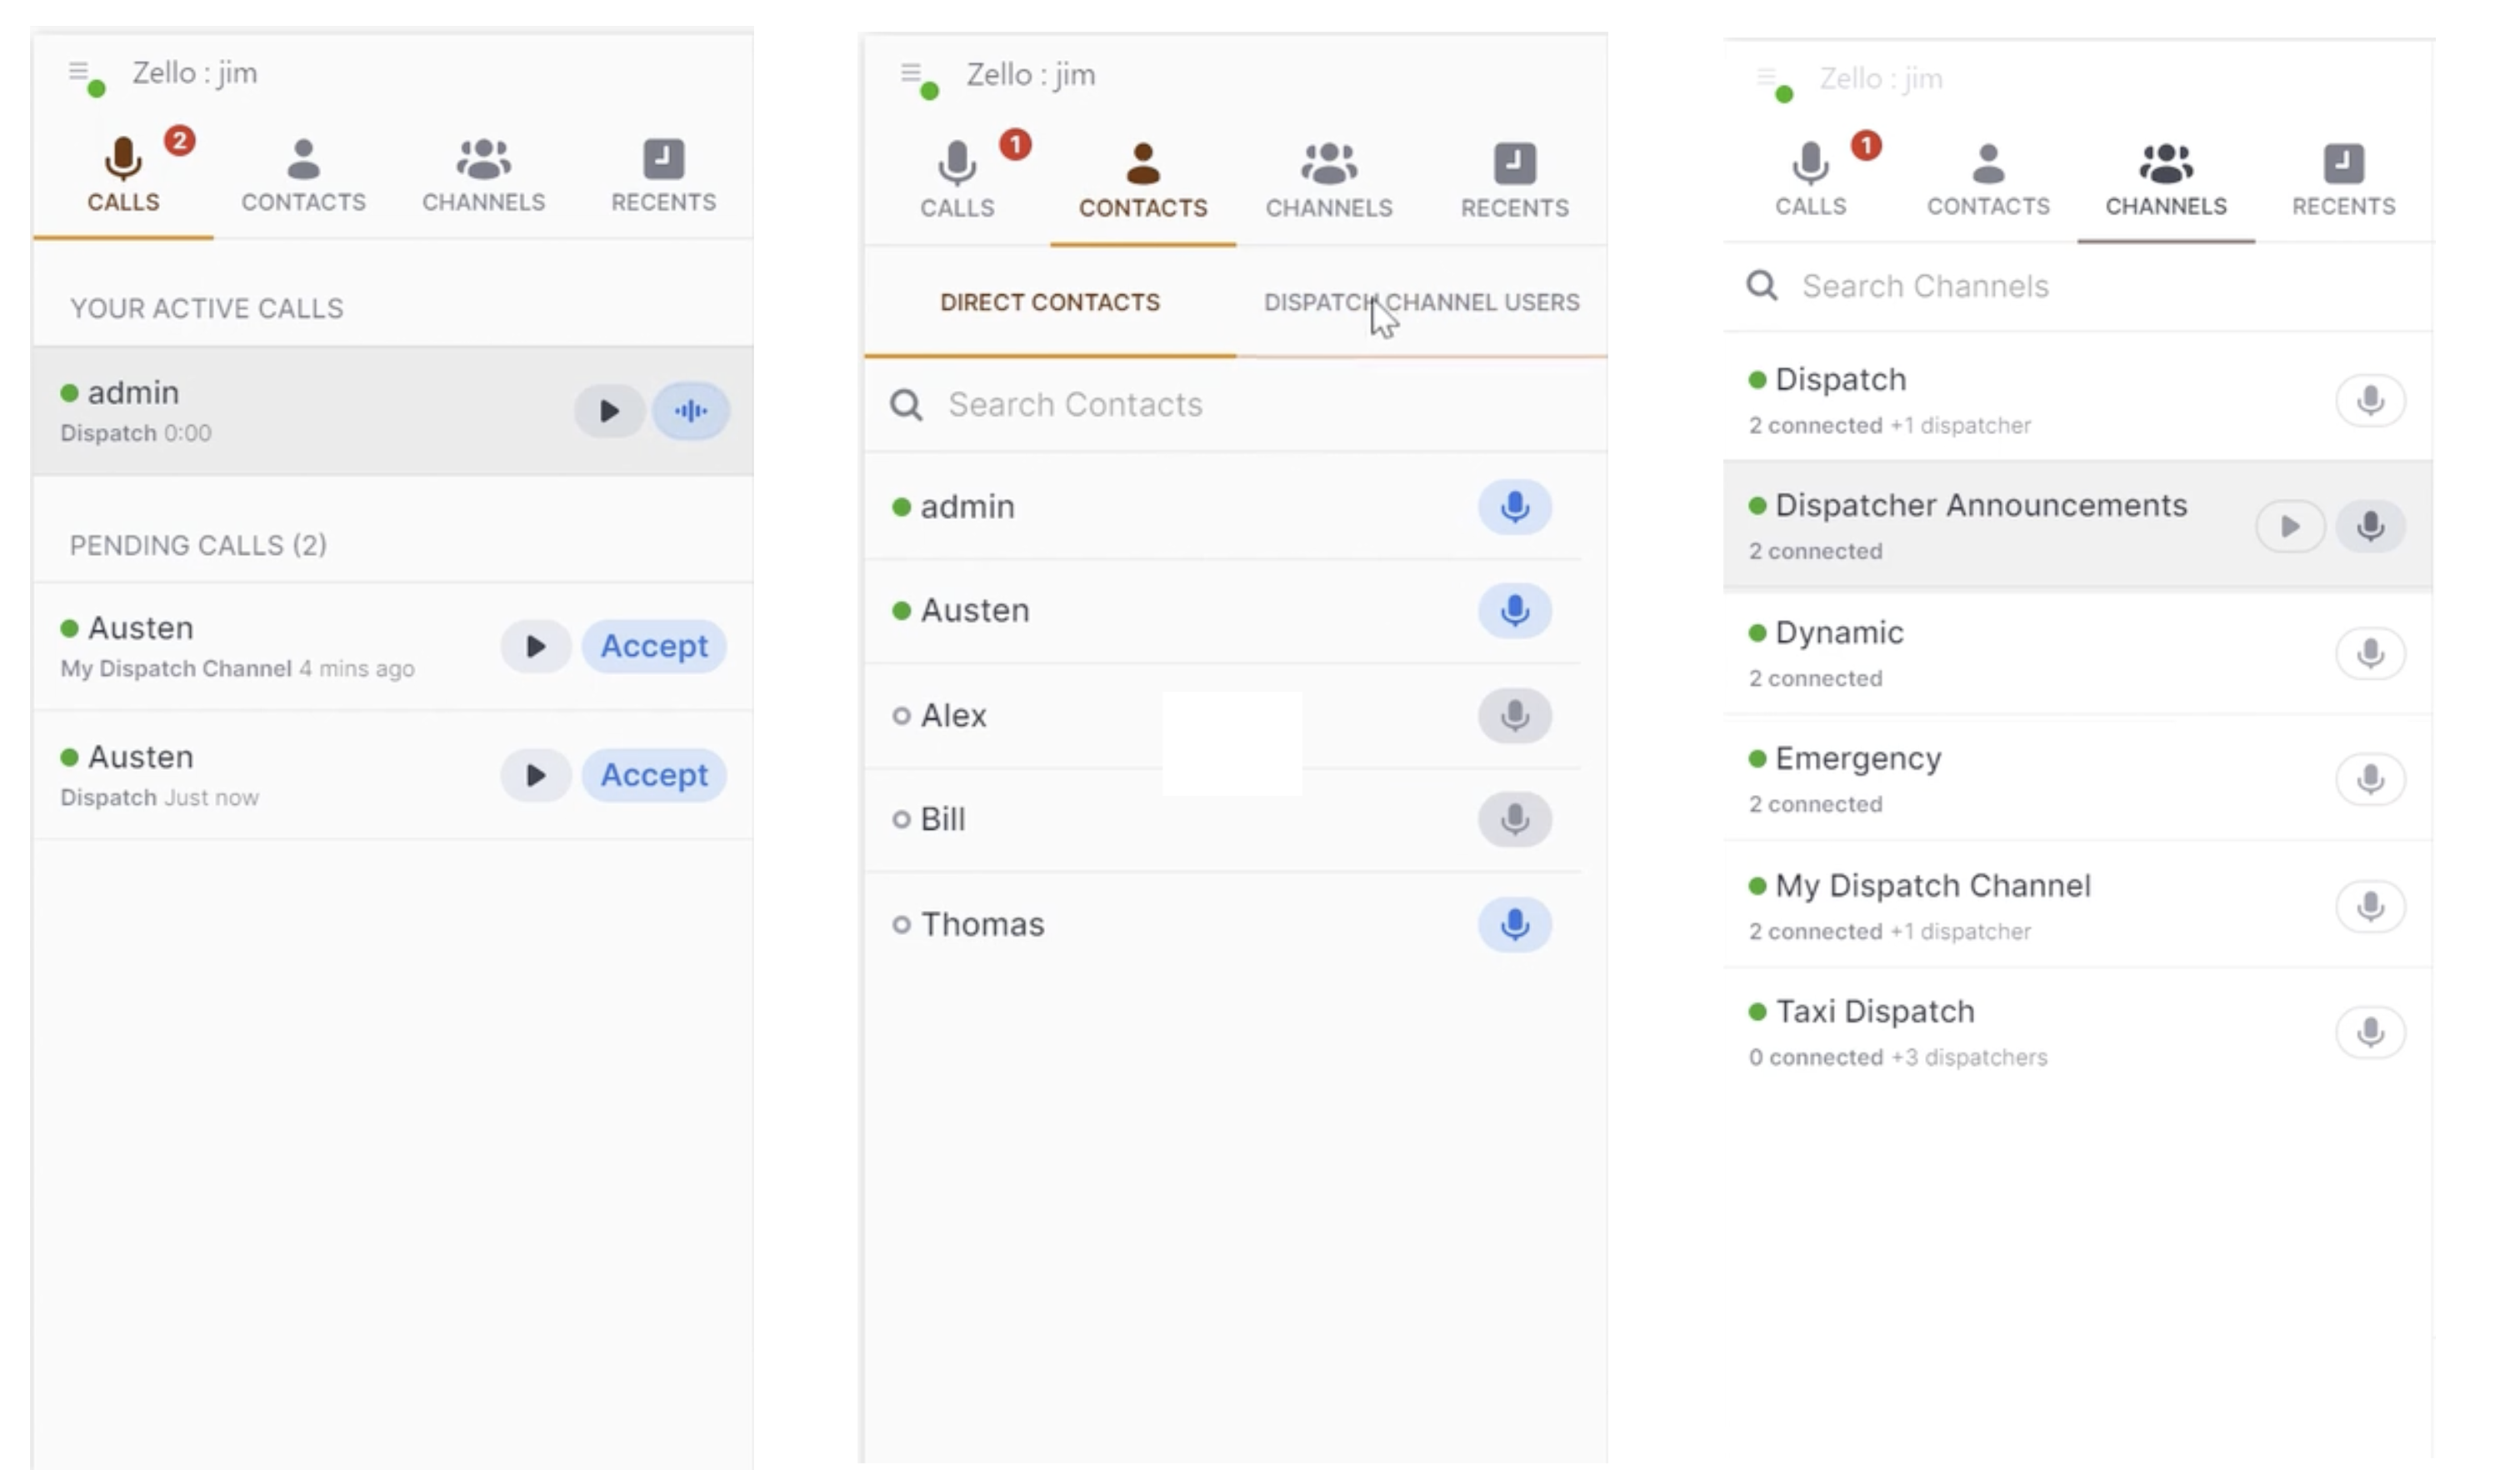 Zello : jim
2
CALLS CONTACTS CHANNELS RECENTS
YOUR ACTIVE CALLS
admin
Dispatch 0:00
PENDING CALLS (2)
Austen
My Dispatch Channel 4 mins ago
Accept
Austen
Dispatch Just now
Accept
Zello : jim
1
CALLS CONTACTS CHANNELS RECENTS
DIRECT CONTACTS DISPATCH CHANNEL USERS
Search Contacts
admin
Austen
Alex
Bill
Thomas
Zello : jim
1
CALLS CONTACTS CHANNELS RECENTS
Search Channels
Dispatch
2 connected +1 dispatcher
Dispatcher Announcements
2 connected
Dynamic
2 connected
Emergency
2 connected
My Dispatch Channel
2 connected +1 dispatcher
Taxi Dispatch
0 connected +3 dispatchers